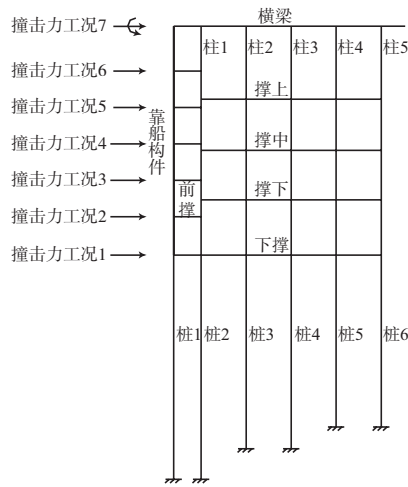 撞击力工况7
横梁
柱1 柱2 柱3 柱4 柱5
撞击力工况6
撑上
撞击力工况5
靠船构件
撞击力工况4
撑中
撞击力工况3
前撑
撑下
撞击力工况2
撞击力工况1
下撑
桩1 桩2 桩3 桩4 桩5 桩6